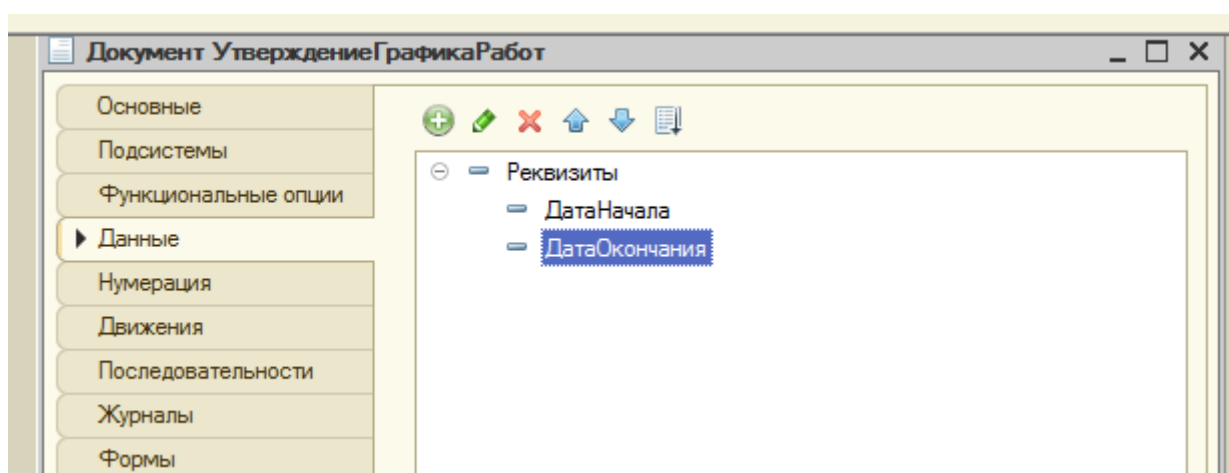 Документ УтверждениеГрафикаРабот
Основные
Подсистемы
Функциональные опции
Данные
Нумерация
Движения
Последовательности
Журналы
Формы
Реквизиты
ДатаНачала
ДатаОкончания